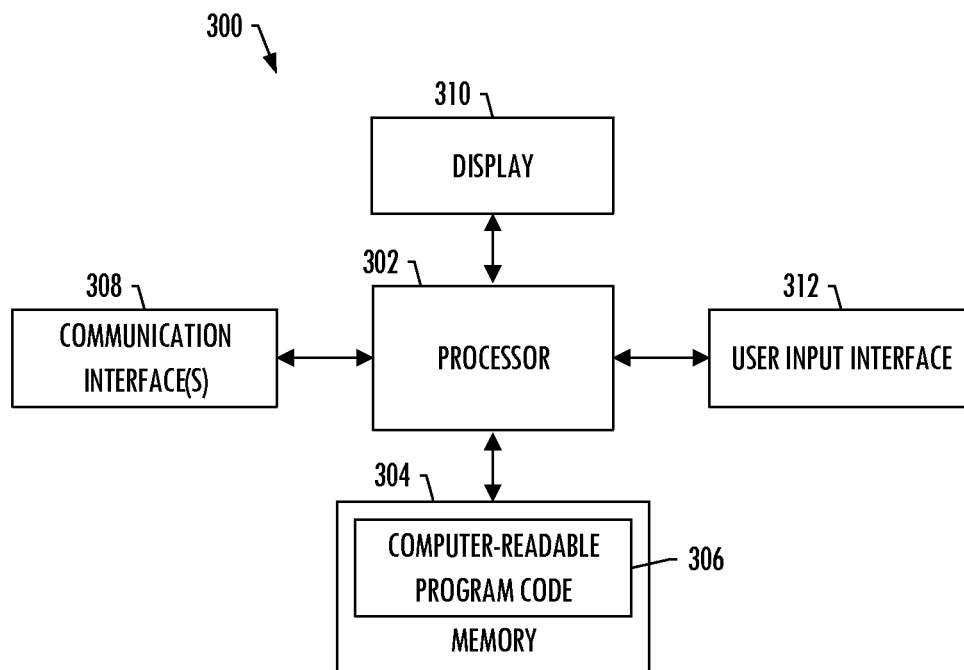 300
310
DISPLAY
302
308
312
COMMUNICATION
INTERFACE(S)
PROCESSOR
USER INPUT INTERFACE
304
COMPUTER-READABLE
PROGRAM CODE
306
MEMORY